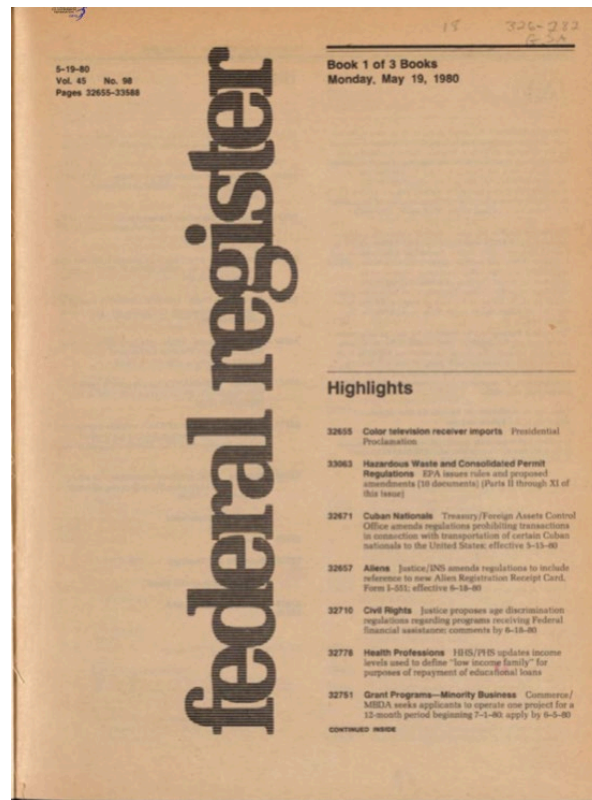 18 326-232
GSA
5-19-80
Vol. 45 No. 98
Pages 32655-33588
federal register
Book 1 of 3 Books
Monday, May 19, 1980
Highlights
32655 Color television receiver imports Presidential
Proclamation
33063 Hazardous Waste and Consolidated Permit
Regulations EPA issues rules and proposed
amendments (10 documents) (Parts II through XI of
this issue)
32671 Cuban Nationals Treasury/Foreign Assets Control
Office amends regulations prohibiting transactions
in connection with transportation of certain Cuban
nationals to the United States; effective 5-15-80
32657 Aliens Justice/INS amends regulations to include
reference to new Alien Registration Receipt Card,
Form I-551; effective 6-18-80
32710 Civil Rights Justice proposes age discrimination
regulations regarding programs receiving Federal
financial assistance; comments by 6-18-80
32778 Health Professions HHS/PHS updates income
levels used to define "low income family" for
purposes of repayment of educational loans
32751 Grant Programs—Minority Business Commerce/
MBDA seeks applicants to operate one project for a
12-month period beginning 7-1-80; apply by 6-5-80
CONTINUED INSIDE